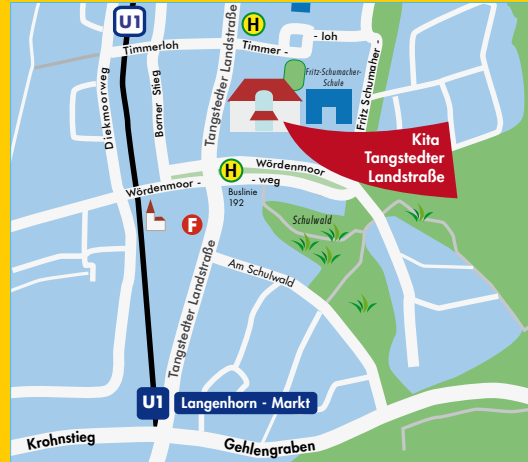 U1
H
Timmerloh
Timmer -
- loh
Diekmoorweg
Borner Stieg
Tangstedter Landstraße
Fritz-Schumacher-
Schule
Fritz Schumaher -
Kita
Tangstedter
Landstraße
H
Wördenmoor
Wördenmoor -
- weg
Buslinie
192
F
Schulwald
Am Schulwald
Tangstedter Landstraße
U1
Langenhorn - Markt
Krohnstieg
Gehlengraben